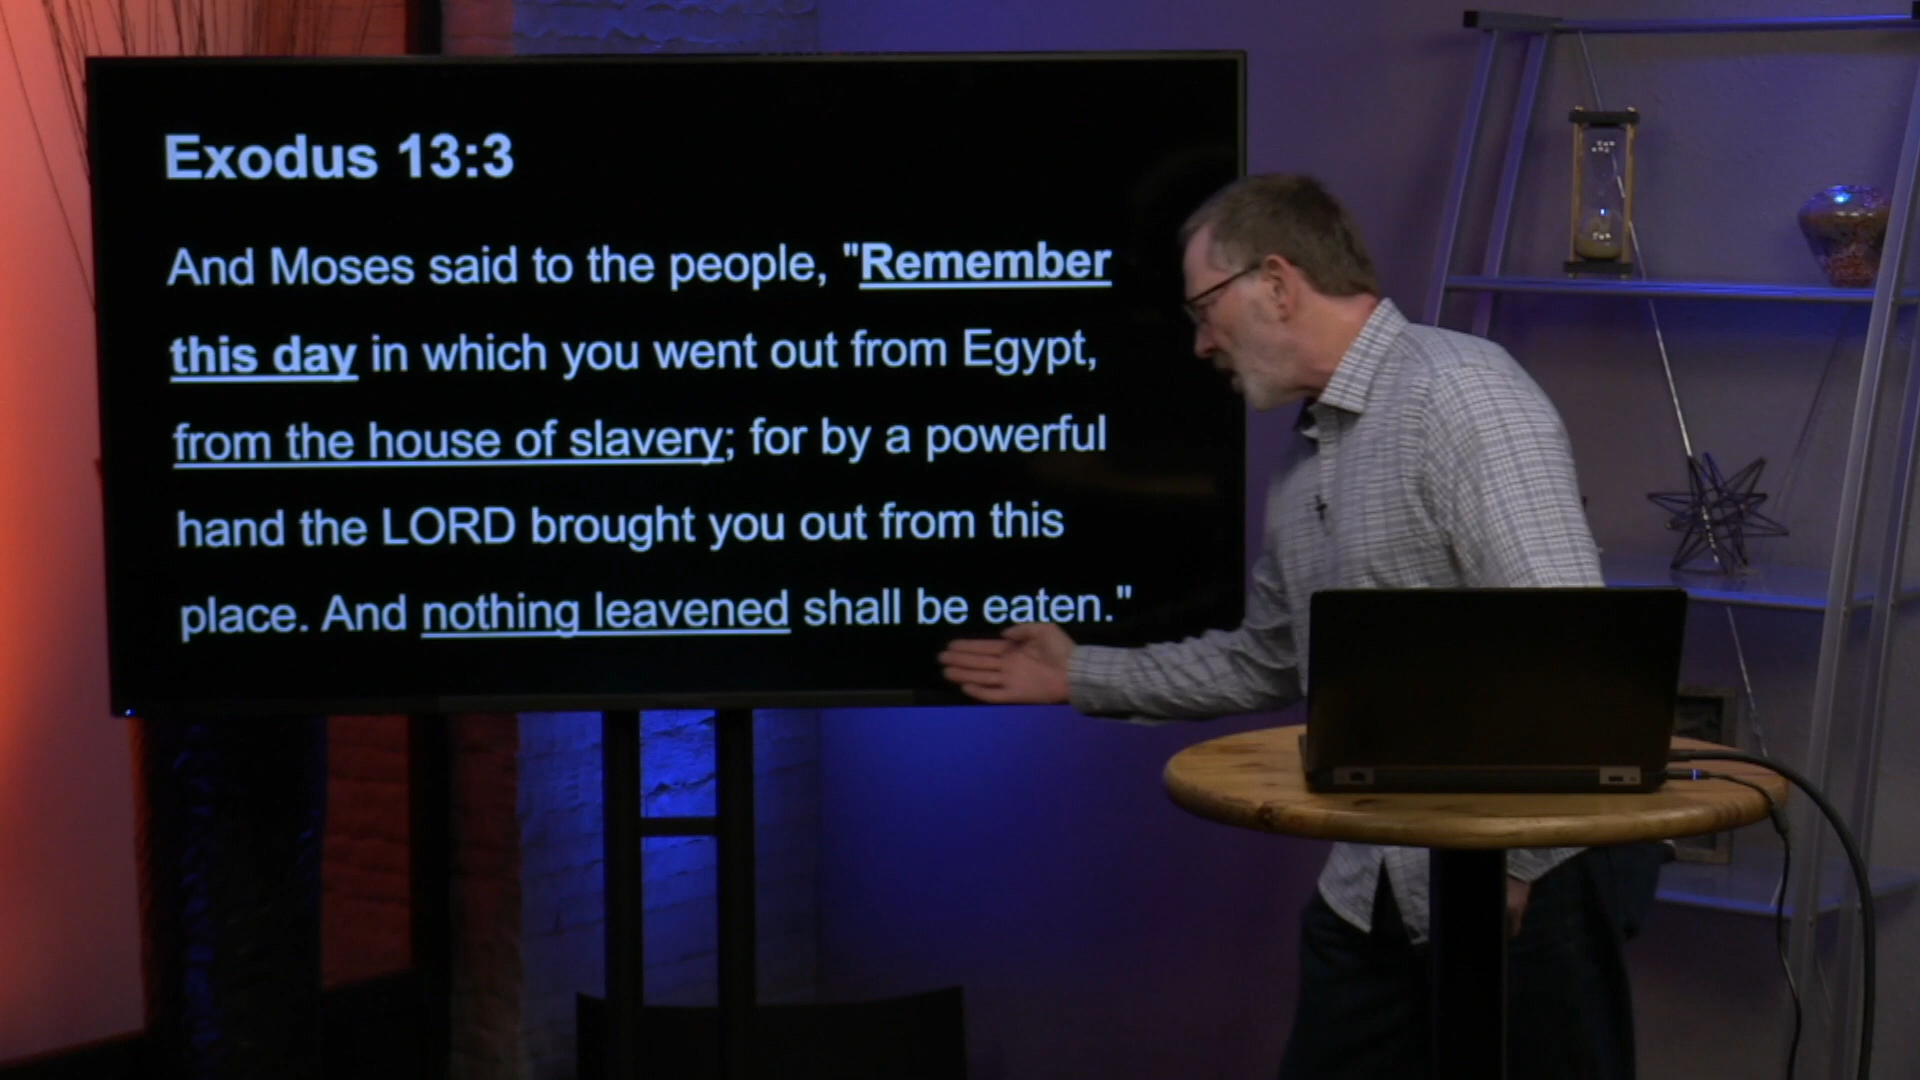 Exodus 13:3
And Moses said to the people, "Remember
this day in which you went out from Egypt,
from the house of slavery; for by a powerful
hand the LORD brought you out from this
place. And nothing leavened shall be eaten."